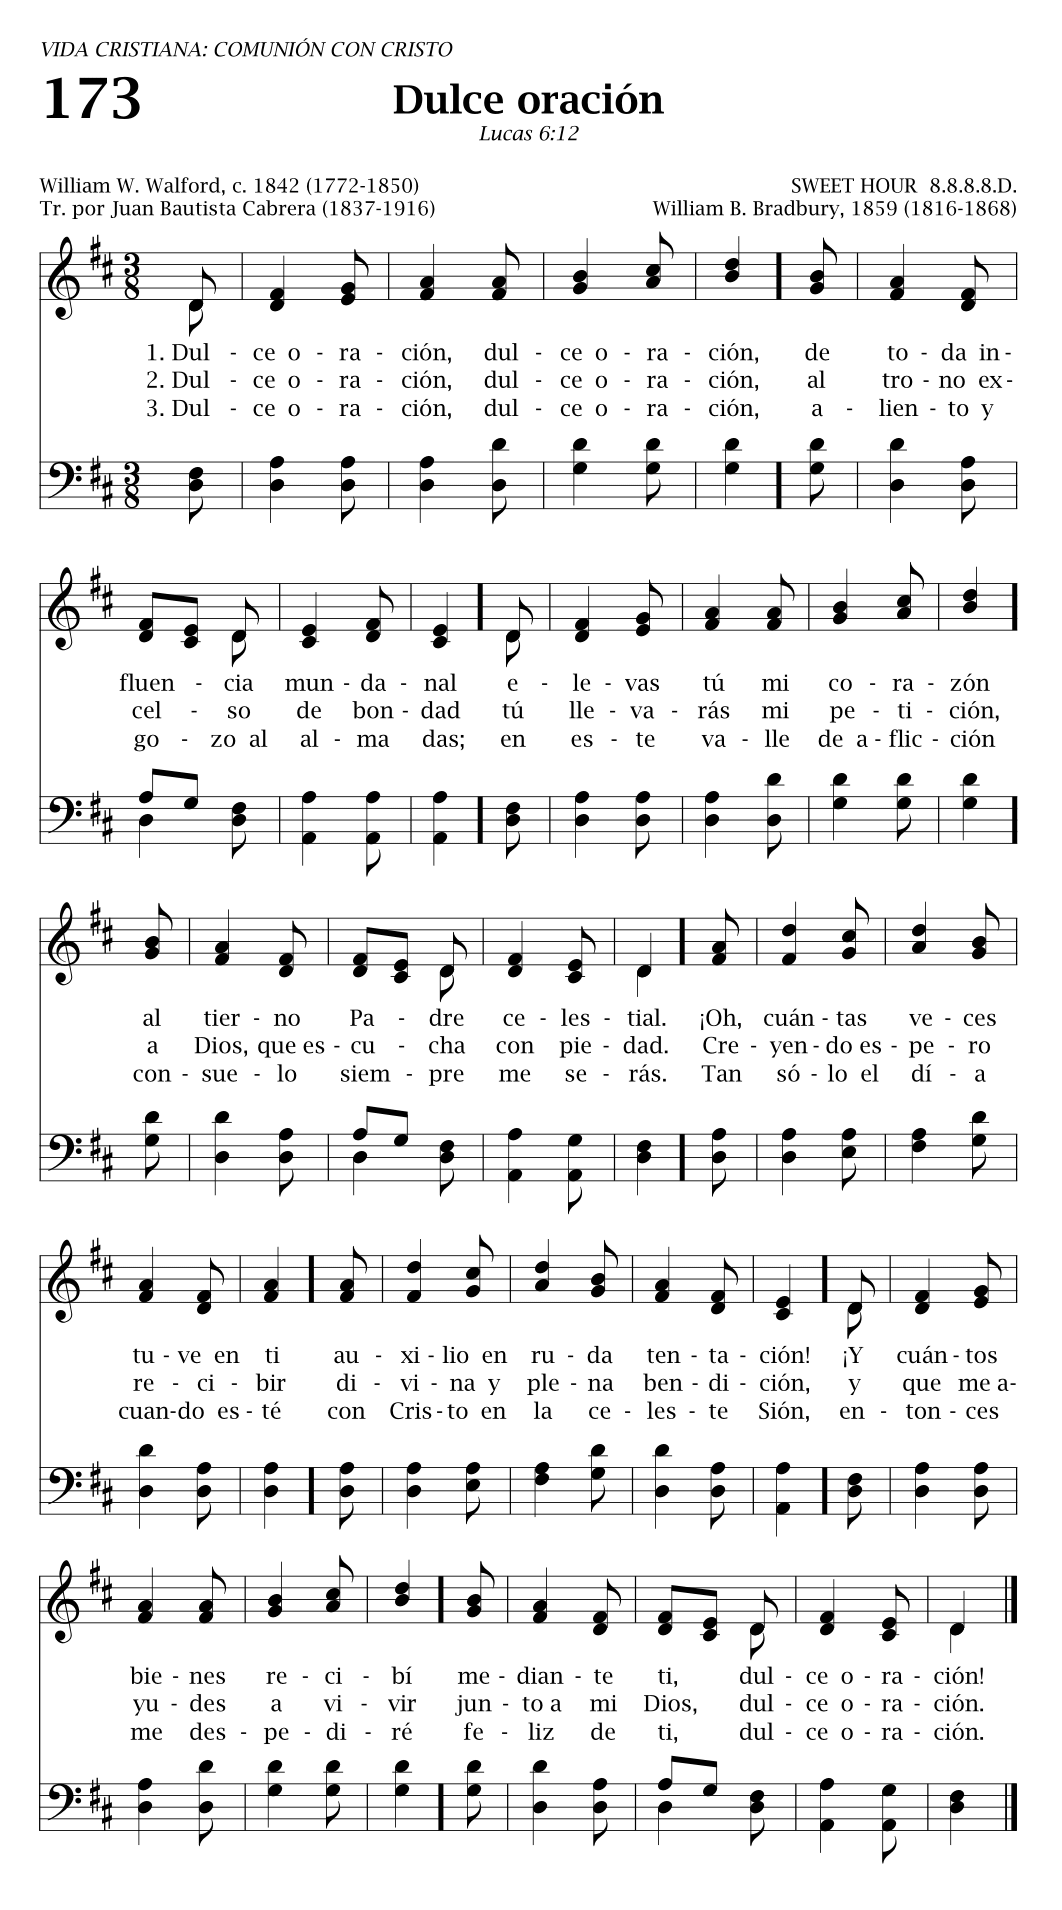 VIDA CRISTIANA: COMUNIÓN CON CRISTO
173
Dulce oración
Lucas 6:12
William W. Walford, c. 1842 (1772-1850)
SWEET HOUR 8.8.8.8.D.
Tr. por Juan Bautista Cabrera (1837-1916)
William B. Bradbury, 1859 (1816-1868)
3 8
1. Dul - ce o - ra - ción, dul - ce o - ra - ción, de to - da in -
2. Dul - ce o - ra - ción, dul - ce o - ra - ción, al tro - no ex -
3. Dul - ce o - ra - ción, dul - ce o - ra - ción, a - lien - to y
3 8
fluen - cia mun - da - nal e - le - vas tú mi co - ra - zón
cel - so de bon - dad tú lle - va - rás mi pe - ti - ción,
go - zo al al - ma das; en es - te va - lle de a - flic - ción
al tier - no Pa - dre ce - les - tial. ¡Oh, cuán - tas ve - ces
a Dios, que es - cu - cha con pie - dad. Cre - yen - do es - pe - ro
con - sue - lo siem - pre me se - rás. Tan só - lo el dí - a
tu - ve en ti au - xi - lio en ru - da ten - ta - ción! ¡Y cuán - tos
re - ci - bir di - vi - na y ple - na ben - di - ción, y que me a-
cuan-do es - té con Cris - to en la ce - les - te Sión, en - ton - ces
bie - nes re - ci - bí me - dian - te ti, dul - ce o - ra - ción!
yu - des a vi - vir jun - to a mi Dios, dul - ce o - ra - ción.
me des - pe - di - ré fe - liz de ti, dul - ce o - ra - ción.